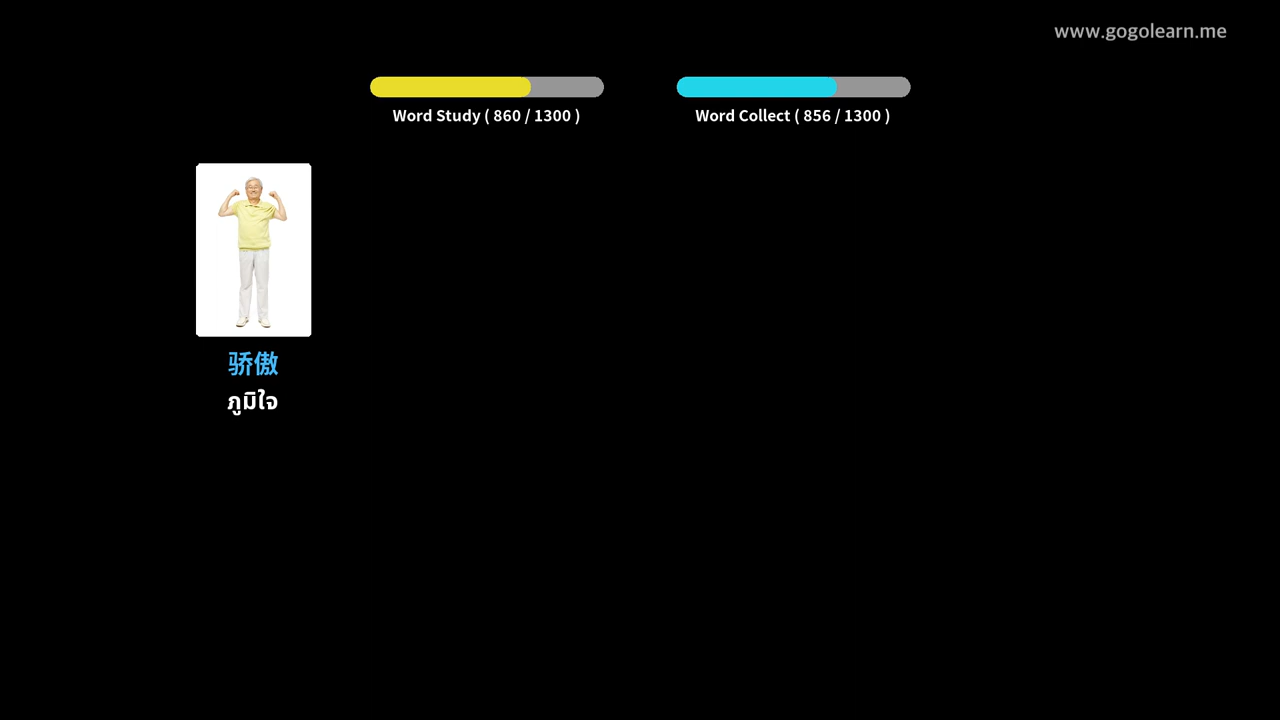 www.gogolearn.me
Word Study ( 860 / 1300 )
Word Collect ( 856 / 1300 )
骄傲
ภูมิใจ